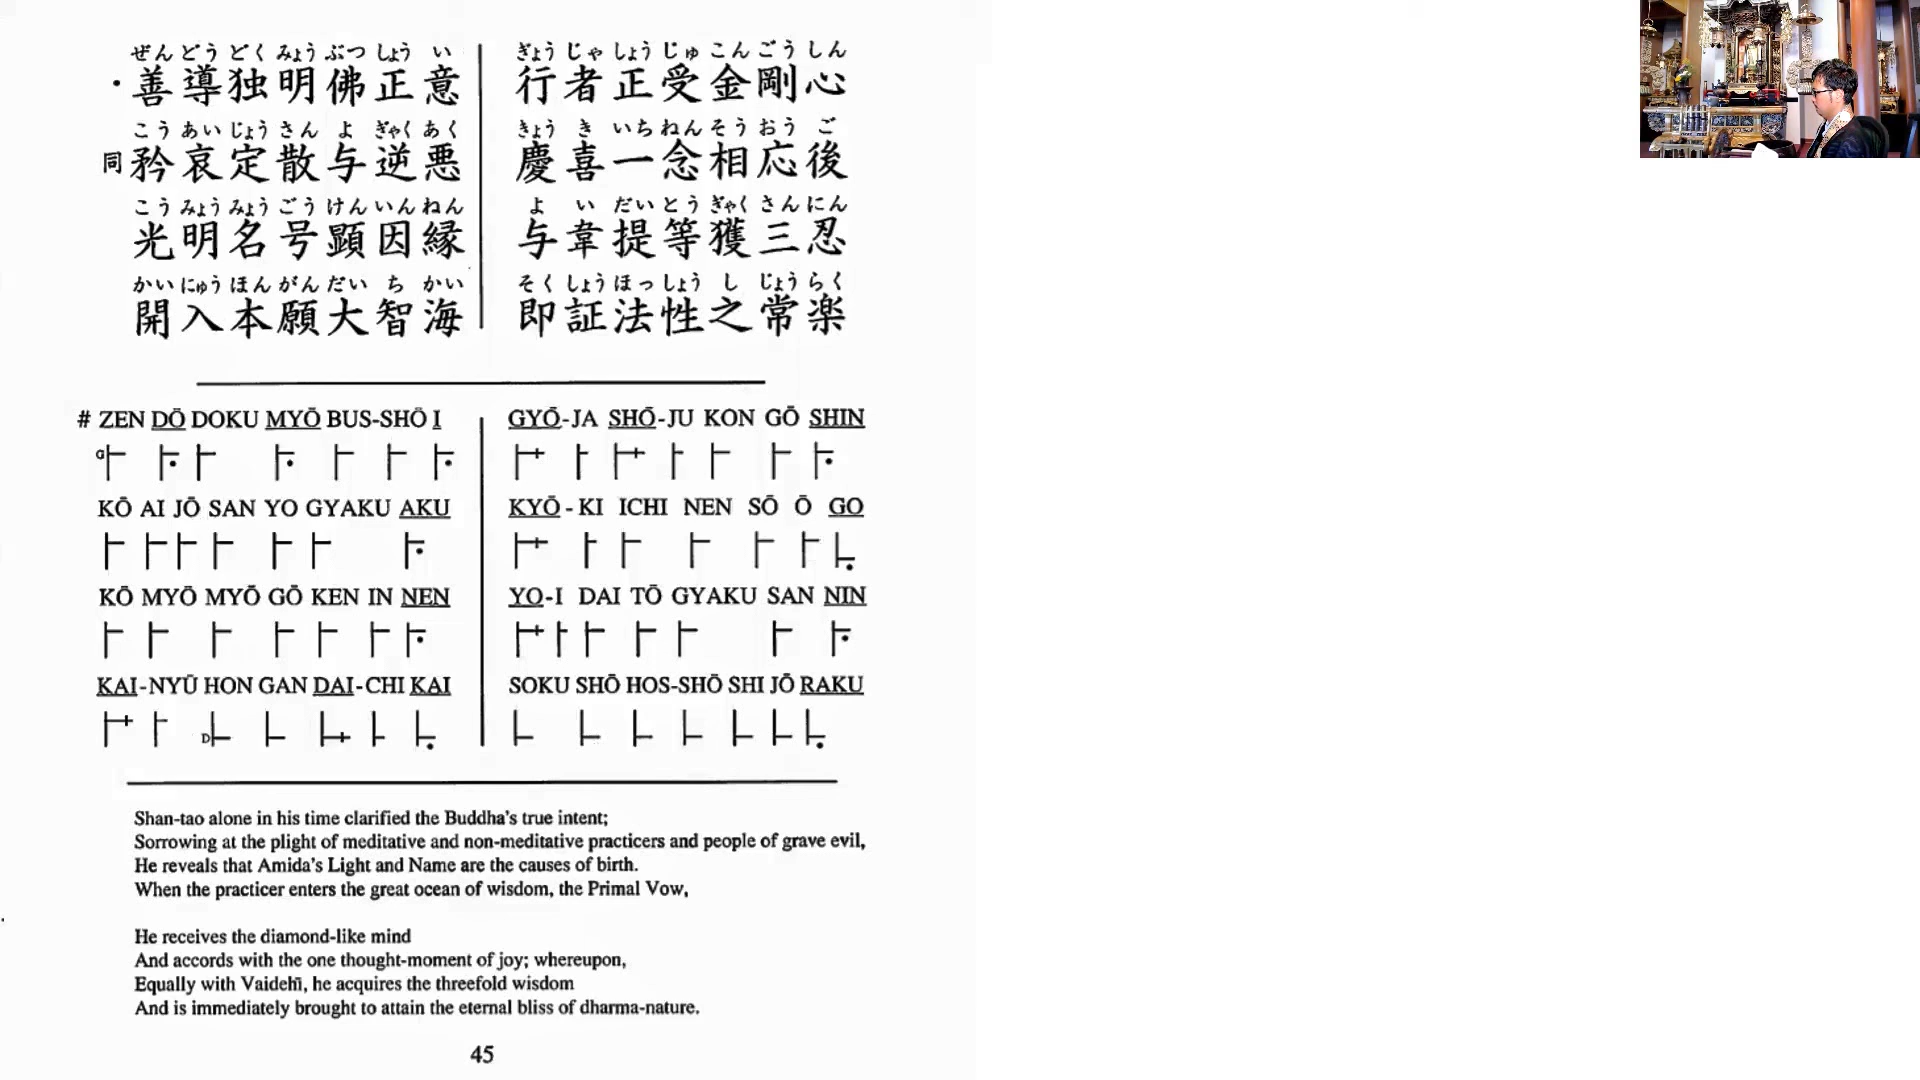 ぜんどうどくみょうぶつしょうい
・善導独明佛正意
こうあいじょうさんよぎゃくあく
同 矜哀定散与逆悪
こうみょうみょうごうけんいんねん
光明名号顕因縁
かいにゅうほんがんだいちかい
開入本願大智海
ぎょうじゃしょうじゅこんごうしん
行者正受金剛心
きょうきいちねんそうおうご
慶喜一念相応後
よいだいとうぎゃくさんにん
与韋提等獲三忍
そくしょうほっしょうしじょうらく
即証法性之常楽
# ZEN DŌ DOKU MYŌ BUS-SHŌ I
G
KŌ AI JŌ SAN YO GYAKU AKU
KŌ MYŌ MYŌ GŌ KEN IN NEN
KAI-NYŪ HON GAN DAI-CHI KAI
D
GYŌ-JA SHŌ-JU KON GŌ SHIN
KYŌ-KI ICHI NEN SŌ Ō GO
YO-I DAI TŌ GYAKU SAN NIN
SOKU SHŌ HOS-SHŌ SHI JŌ RAKU
Shan-tao alone in his time clarified the Buddha's true intent;
Sorrowing at the plight of meditative and non-meditative practicers and people of grave evil,
He reveals that Amida's Light and Name are the causes of birth.
When the practicer enters the great ocean of wisdom, the Primal Vow,
He receives the diamond-like mind
And accords with the one thought-moment of joy; whereupon,
Equally with Vaidehī, he acquires the threefold wisdom
And is immediately brought to attain the eternal bliss of dharma-nature.
45